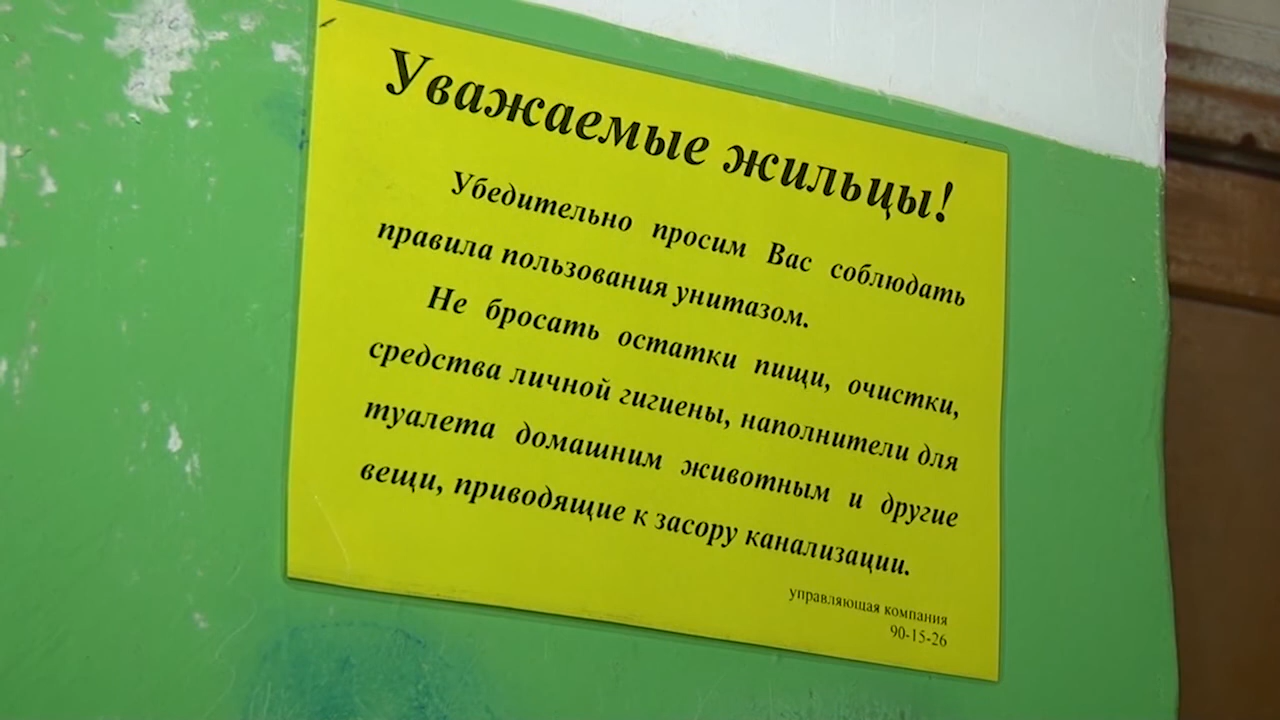 Уважаемые жильцы!
Убедительно просим Вас соблюдать
правила пользования унитазом.
Не бросать остатки пищи, очистки,
средства личной гигиены, наполнители для
туалета домашним животным и другие
вещи, приводящие к засору канализации.
управляющая компания
90-15-26